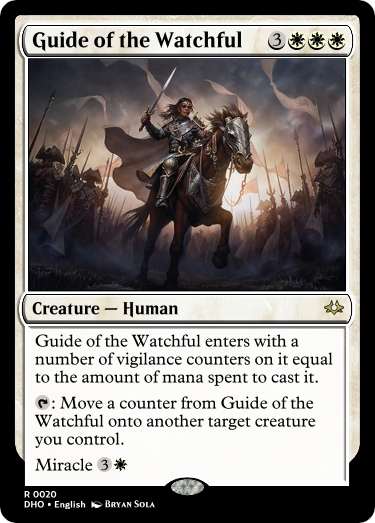 Guide of the Watchful 3
Creature — Human
Guide of the Watchful enters with a
number of vigilance counters on it equal
to the amount of mana spent to cast it.
: Move a counter from Guide of the
Watchful onto another target creature
you control.
Miracle 3
R 0020
DHO • English Bryan Sola